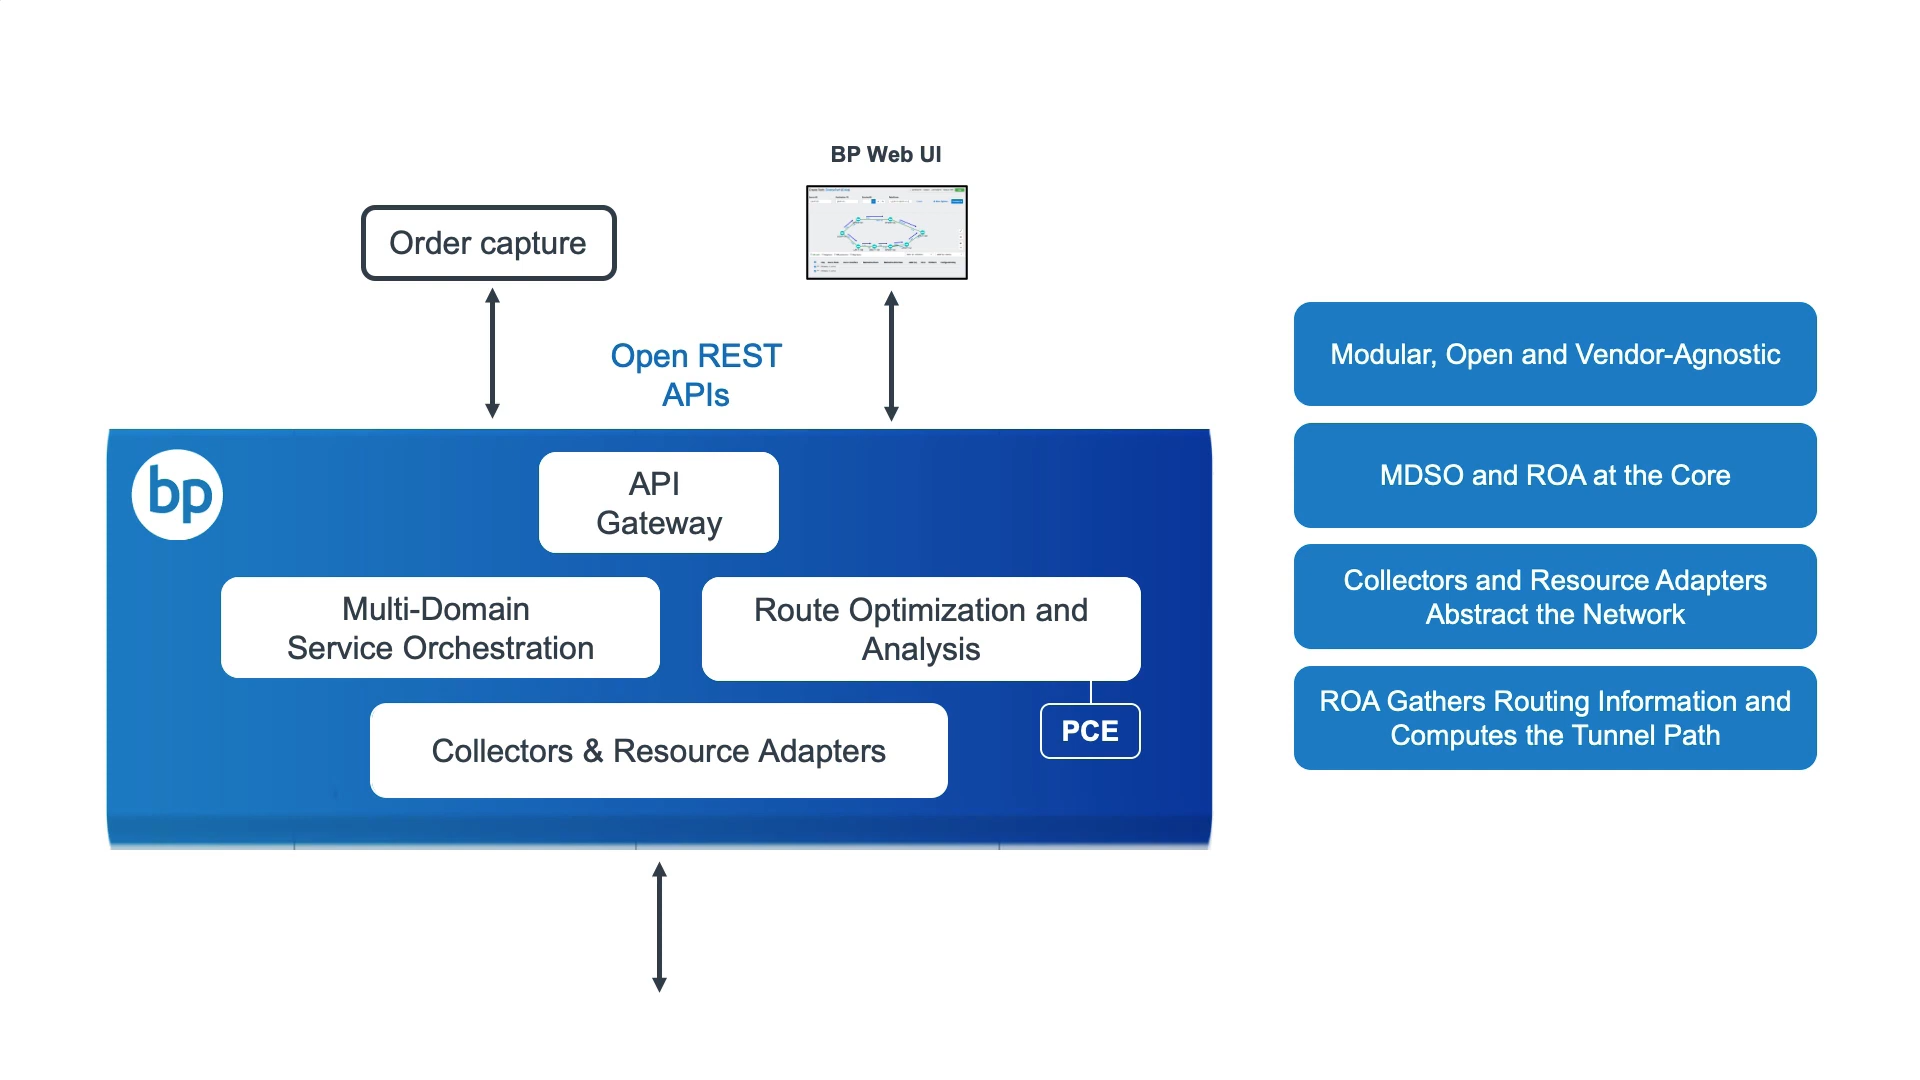 BP Web UI
Order capture
Open REST
APIs
bp
API
Gateway
Multi-Domain
Service Orchestration
Route Optimization and
Analysis
Collectors & Resource Adapters
PCE
Modular, Open and Vendor-Agnostic
MDSO and ROA at the Core
Collectors and Resource Adapters
Abstract the Network
ROA Gathers Routing Information and
Computes the Tunnel Path